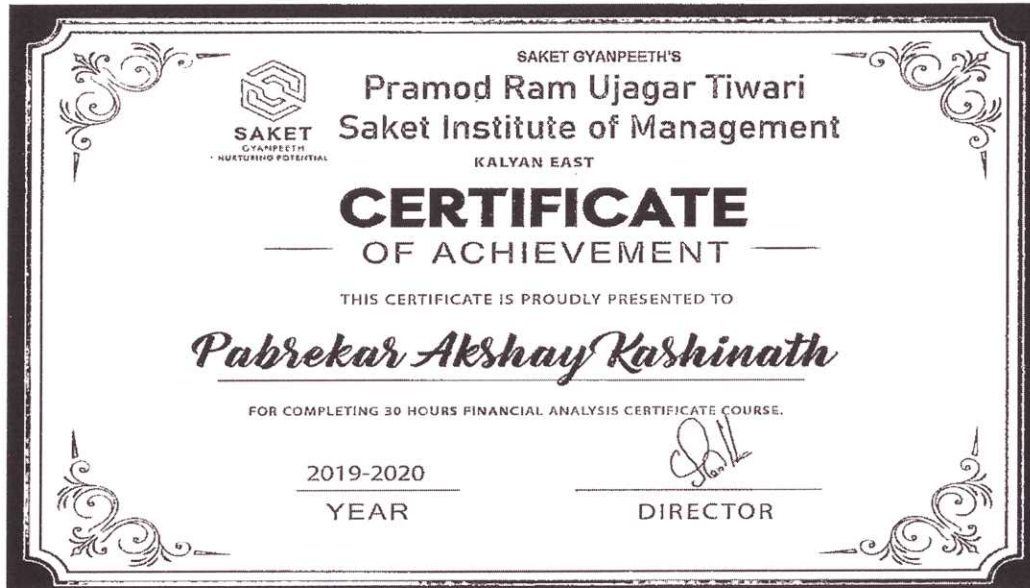 SAKET GYANPEETH'S
Pramod Ram Ujagar Tiwari
Saket Institute of Management
SAKET
GYANPEETH
• NURTURING POTENTIAL
KALYAN EAST
CERTIFICATE
OF ACHIEVEMENT
THIS CERTIFICATE IS PROUDLY PRESENTED TO
Pabrekar Akshay Kashinath
FOR COMPLETING 30 HOURS FINANCIAL ANALYSIS CERTIFICATE COURSE.
2019-2020
YEAR
DIRECTOR